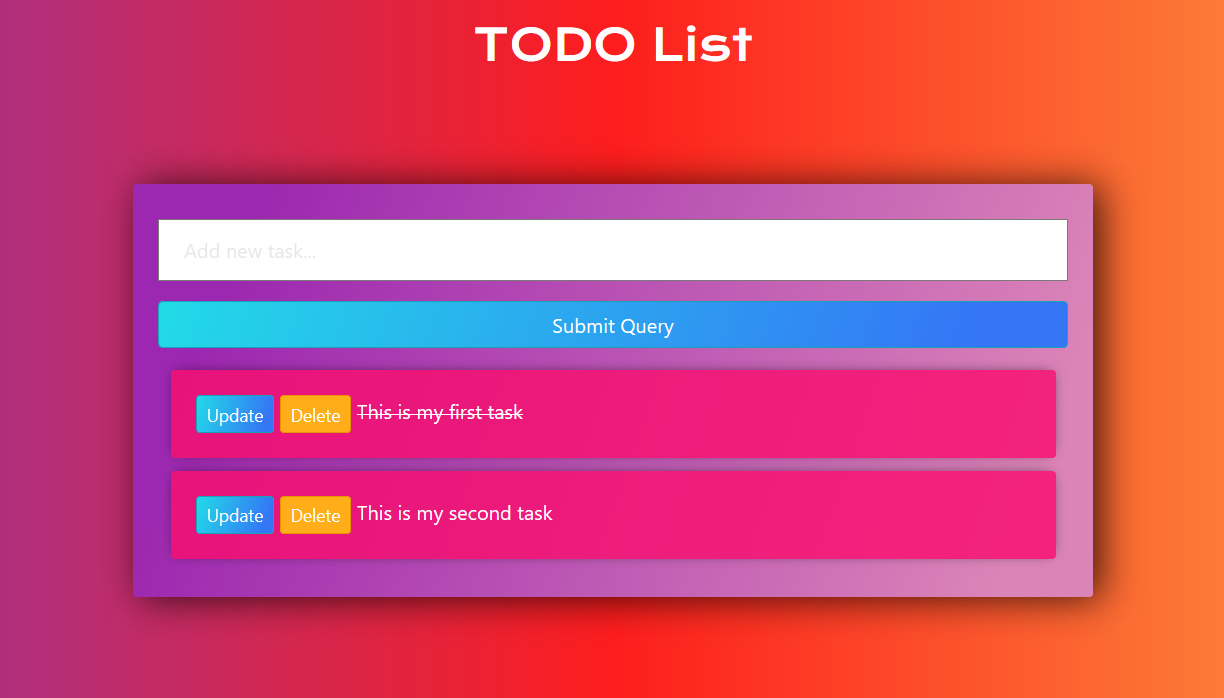 TODO List
Add new task...
Submit Query
Update Delete This is my first task
Update Delete This is my second task